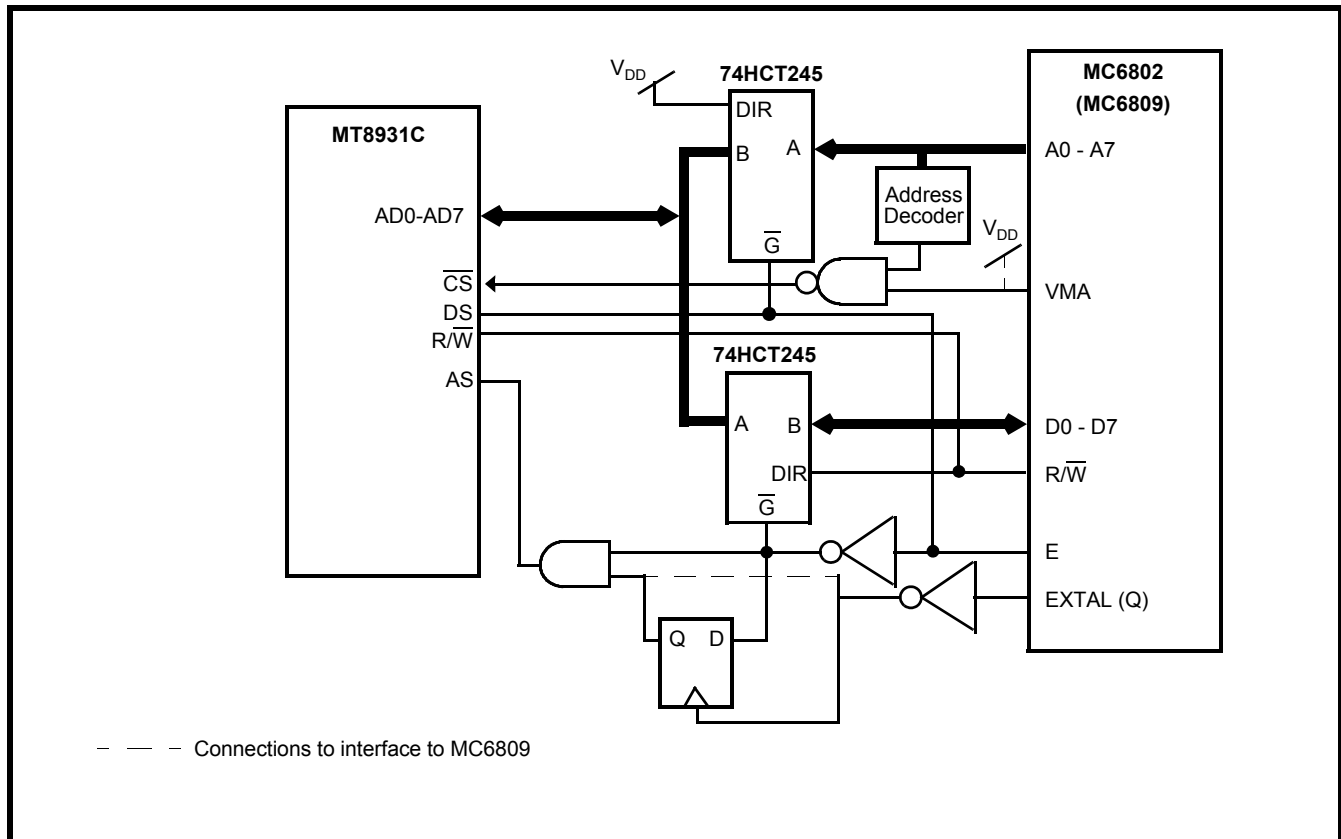 V_DD
74HCT245
MC6802
(MC6809)
MT8931C
DIR
B
A
A0 - A7
Address
Decoder
AD0-AD7
V_DD
G̅
C̅S̅
VMA
DS
R/W̅
74HCT245
AS
A
B
D0 - D7
DIR
R/W̅
G̅
E
EXTAL (Q)
Q D
Connections to interface to MC6809